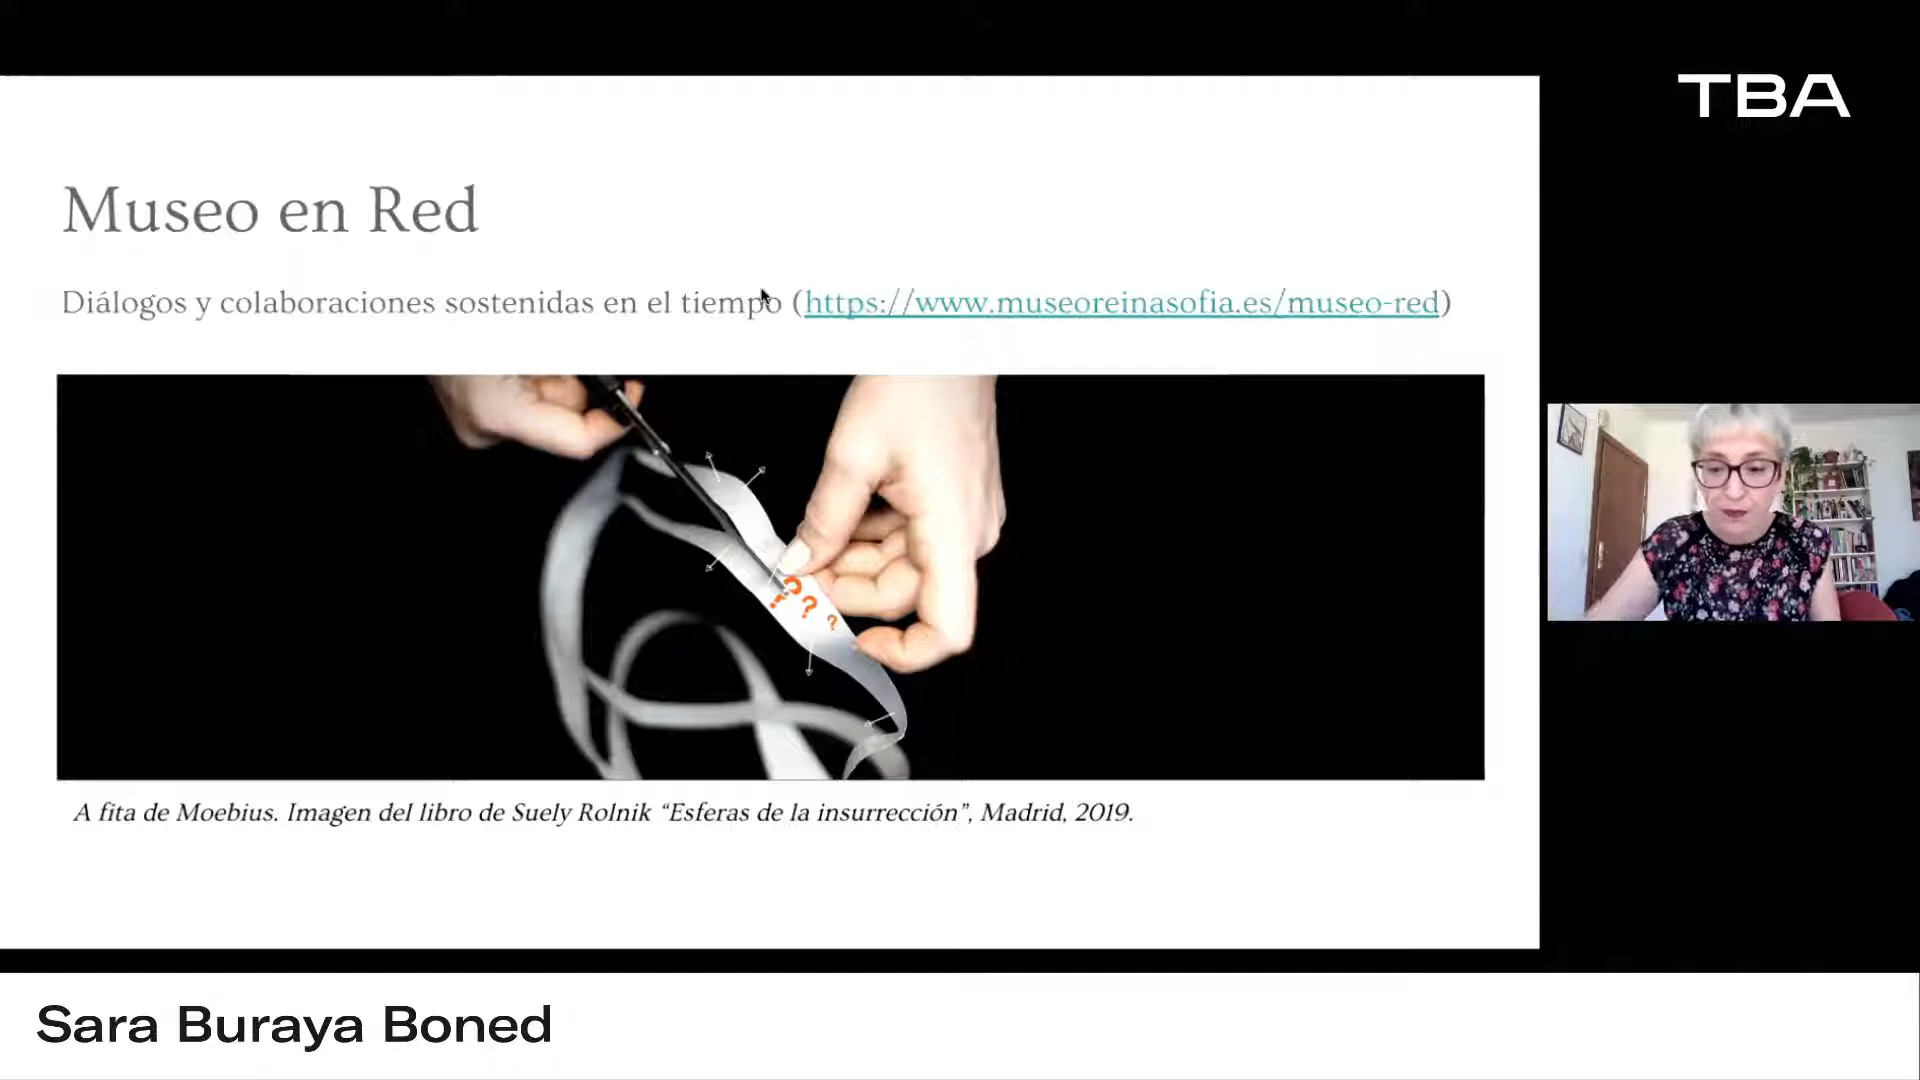 TBA
Museo en Red
Diálogos y colaboraciones sostenidas en el tiempo (https://www.museoreinasofia.es/museo-red)
? ? ? ?
A fita de Moebius. Imagen del libro de Suely Rolnik “Esferas de la insurrección”, Madrid, 2019.
Sara Buraya Boned